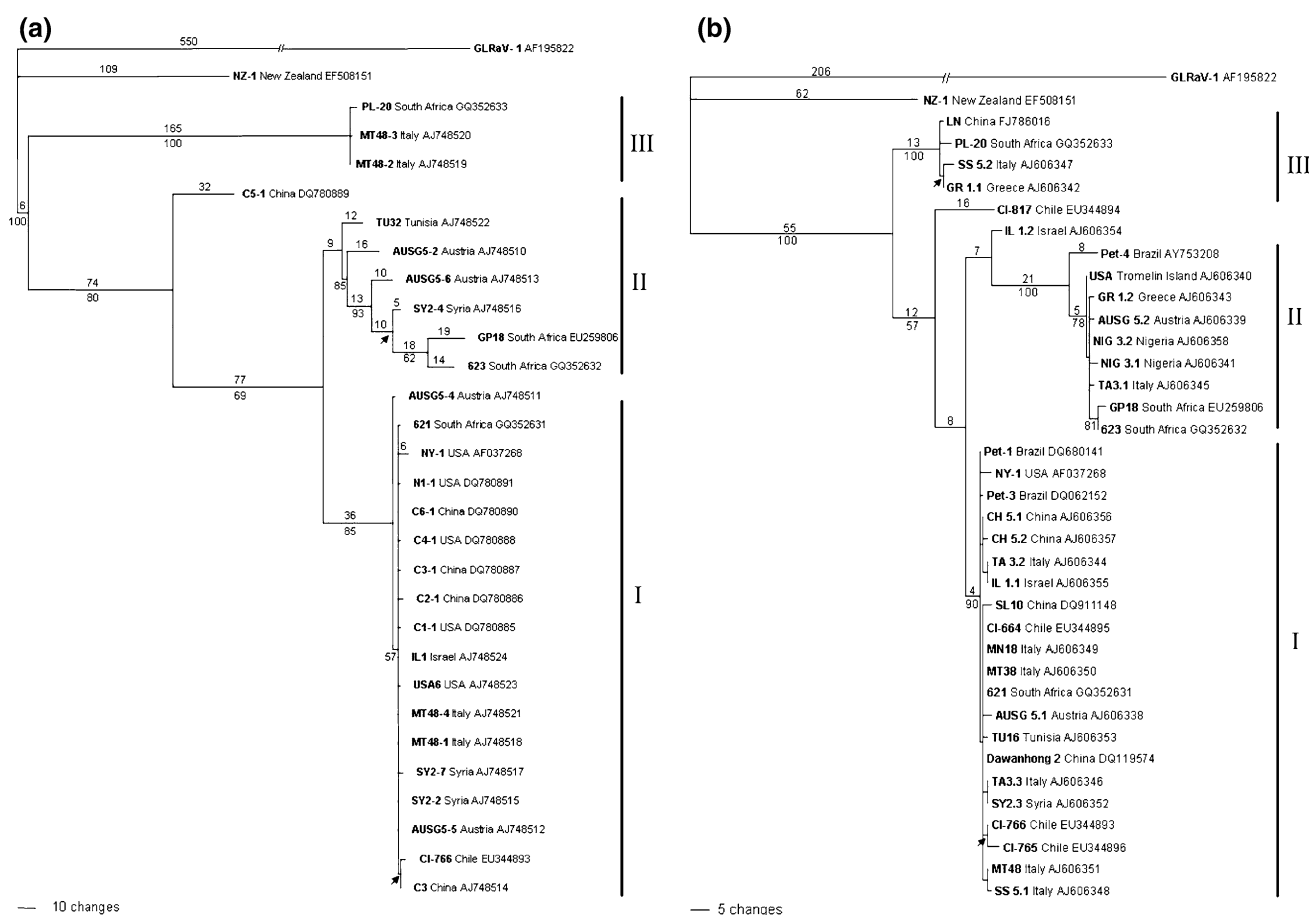 (a)
550
GLRaV-1 AF195822
109
NZ-1 New Zealand EF508151
PL-20 South Africa GQ352633
165
100
MT48-3 Italy AJ748520
MT48-2 Italy AJ748519
III
32
C5-1 China DQ780889
6
100
12
TU32 Tunisia AJ748522
9
16
AUSG5-2 Austria AJ748510
85
10
AUSG5-6 Austria AJ748513
74
80
13
93
5
SY2-4 Syria AJ748516
10
19
GP18 South Africa EU259806
18
62
14
623 South Africa GQ352632
II
77
69
AUSG5-4 Austria AJ748511
621 South Africa GQ352631
6
NY-1 USA AF037268
N1-1 USA DQ780891
C6-1 China DQ780890
36
85
C4-1 USA DQ780888
C3-1 China DQ780887
C2-1 China DQ780886
C1-1 USA DQ780885
57
IL1 Israel AJ748524
USA6 USA AJ748523
MT48-4 Italy AJ748521
MT48-1 Italy AJ748518
SY2-7 Syria AJ748517
SY2-2 Syria AJ748515
AUSG5-5 Austria AJ748512
CI-766 Chile EU344893
C3 China AJ748514
I
10 changes
(b)
206
GLRaV-1 AF195822
62
NZ-1 New Zealand EF508151
LN China FJ786016
13
100
PL-20 South Africa GQ352633
SS 5.2 Italy AJ606347
GR 1.1 Greece AJ606342
III
16
CI-817 Chile EU344894
55
100
IL 1.2 Israel AJ606354
7
8
Pet-4 Brazil AY753208
21
100
USA Tromelin Island AJ606340
GR 1.2 Greece AJ606343
12
57
5
78
AUSG 5.2 Austria AJ606339
NIG 3.2 Nigeria AJ606358
NIG 3.1 Nigeria AJ606341
TA3.1 Italy AJ606345
GP18 South Africa EU259806
81
623 South Africa GQ352632
II
8
Pet-1 Brazil DQ680141
NY-1 USA AF037268
Pet-3 Brazil DQ062152
CH 5.1 China AJ606356
CH 5.2 China AJ606357
TA 3.2 Italy AJ606344
IL 1.1 Israel AJ606355
4
90
SL10 China DQ911148
CI-664 Chile EU344895
MN18 Italy AJ606349
MT38 Italy AJ606350
621 South Africa GQ352631
AUSG 5.1 Austria AJ606338
TU16 Tunisia AJ606353
Dawanhong 2 China DQ119574
TA3.3 Italy AJ606346
SY2.3 Syria AJ606352
CI-766 Chile EU344893
CI-765 Chile EU344896
MT48 Italy AJ606351
SS 5.1 Italy AJ606348
I
5 changes